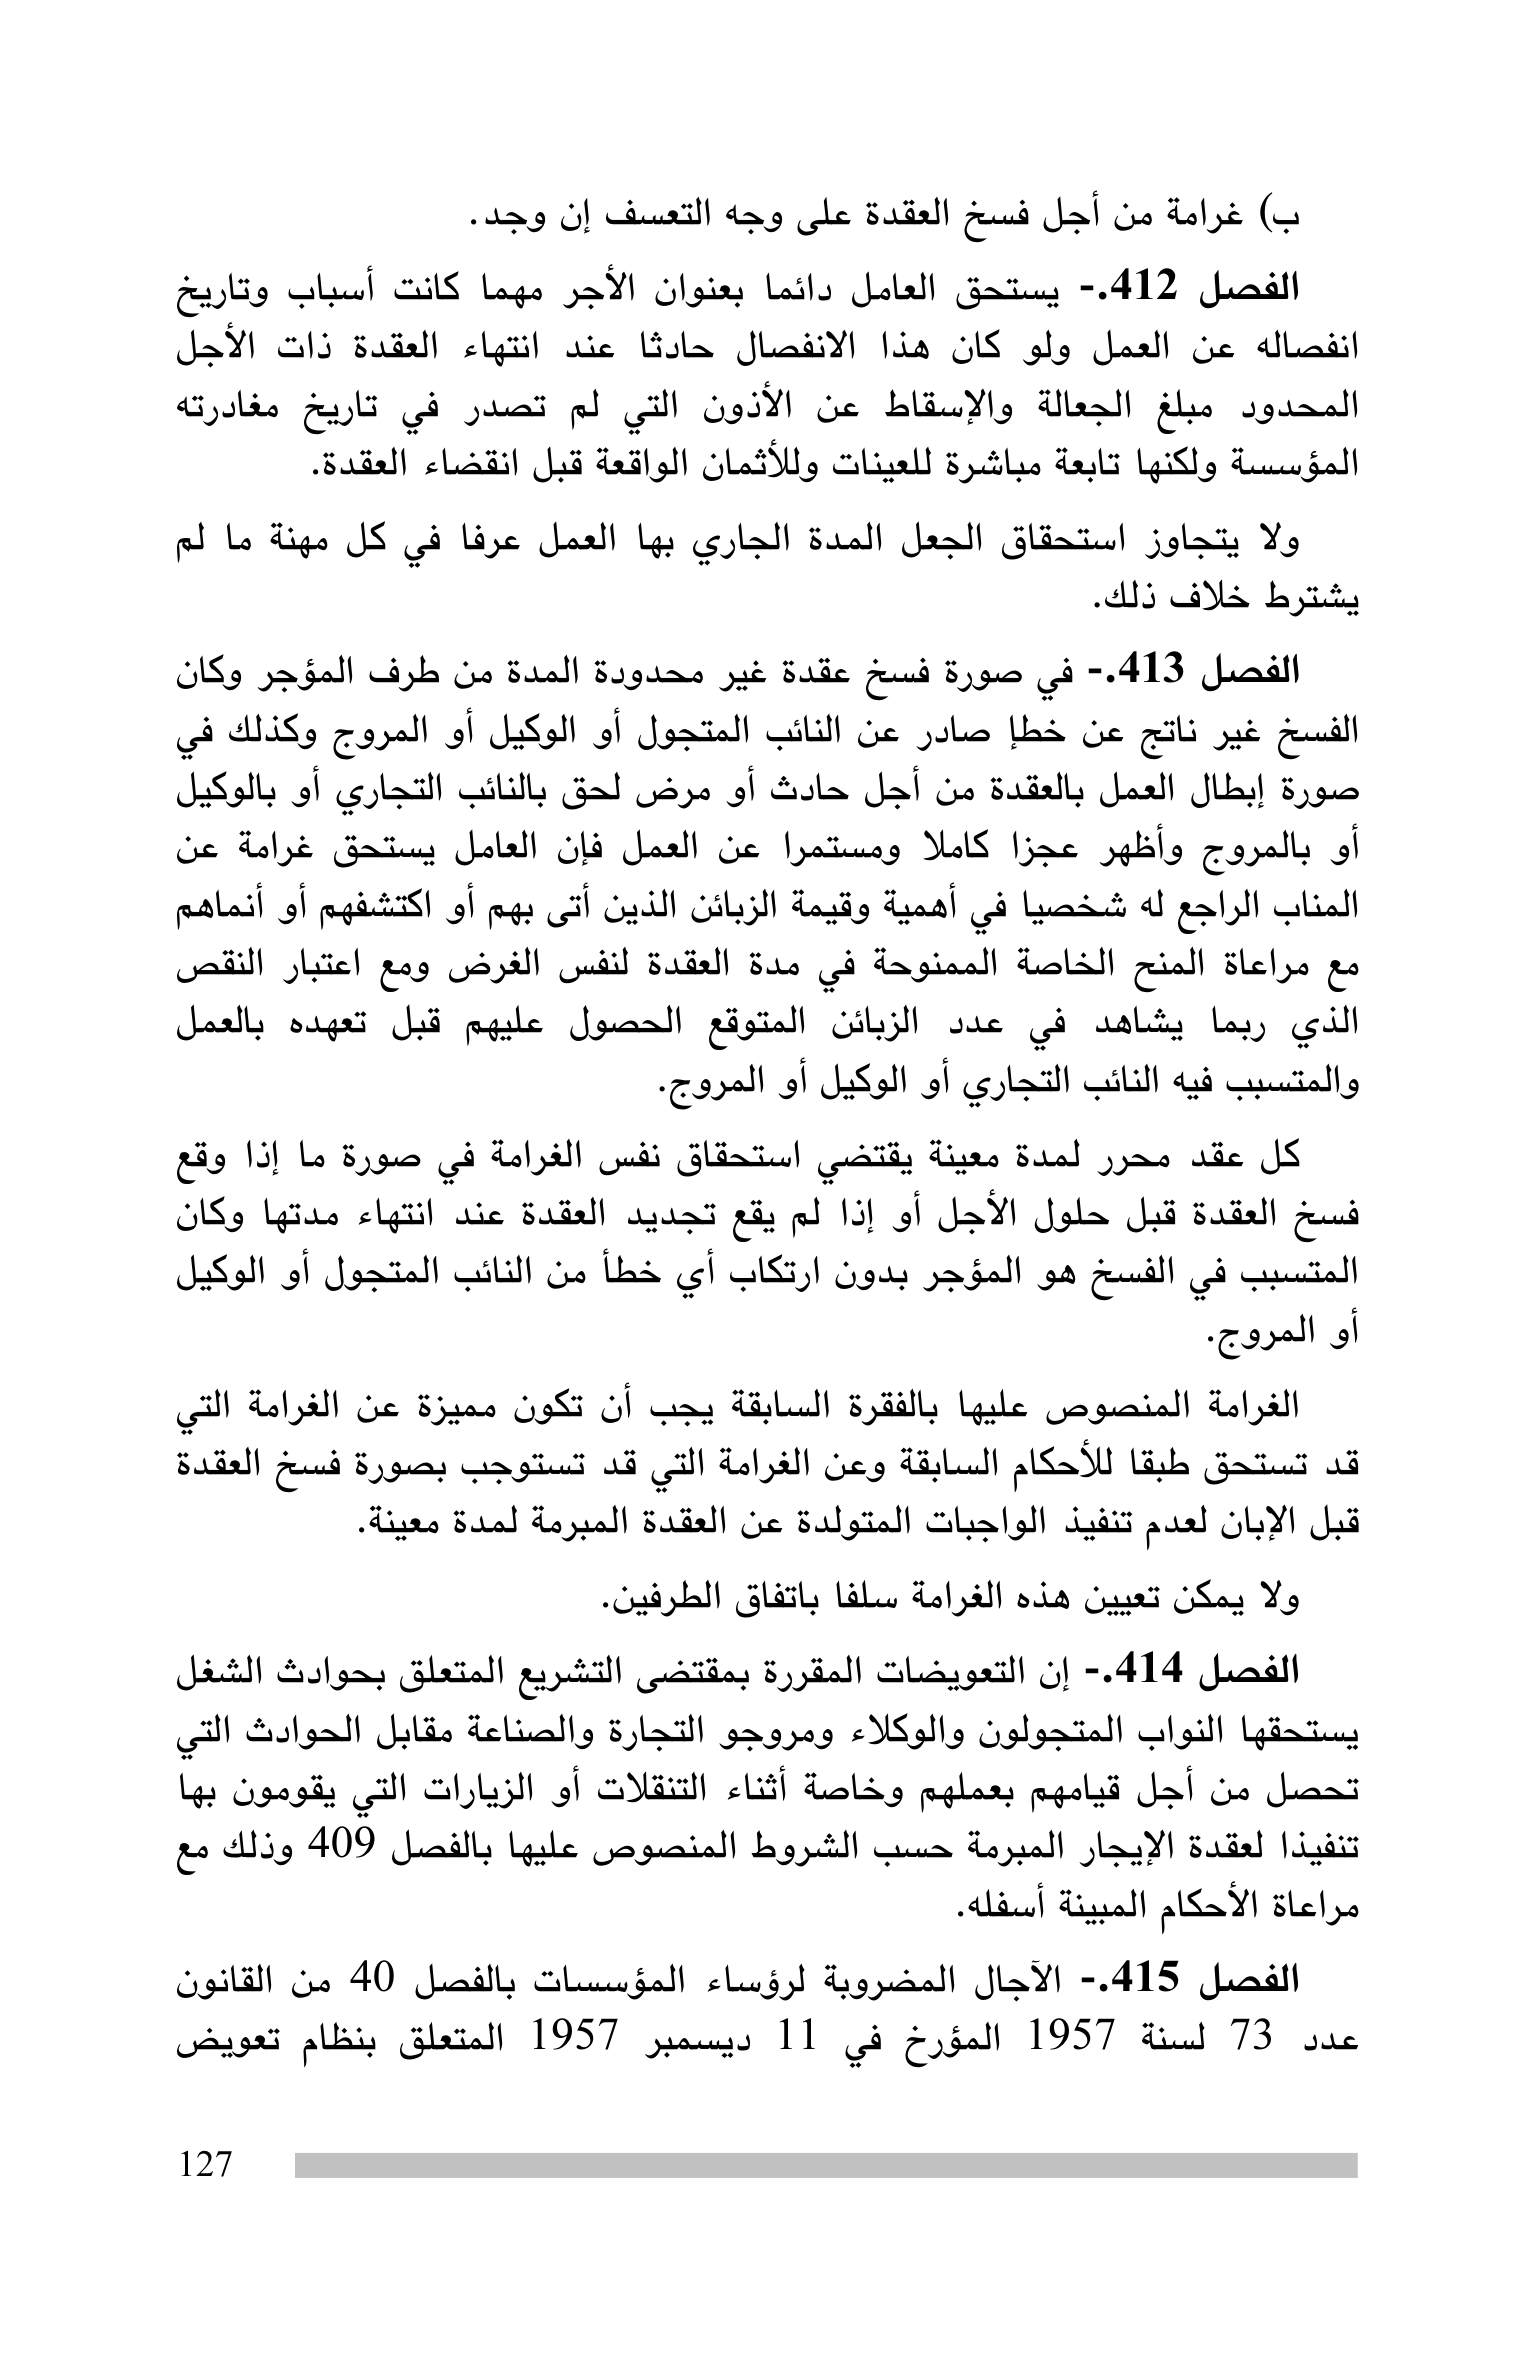 ب) غرامة من أجل فسخ العقدة على وجه التعسف إن وجد.
الفصل 412.- يستحق العامل دائما بعنوان الأجر مهما كانت أسباب وتاريخ
انفصاله عن العمل ولو كان هذا الانفصال حادثا عند انتهاء العقدة ذات الأجل
المحدود مبلغ الجعالة والإسقاط عن الأذون التي لم تصدر في تاريخ مغادرته
المؤسسة ولكنها تابعة مباشرة للعينات وللأثمان الواقعة قبل انقضاء العقدة.
ولا يتجاوز استحقاق الجعل المدة الجاري بها العمل عرفا في كل مهنة ما لم
يشترط خلاف ذلك.
الفصل 413.- في صورة فسخ عقدة غير محدودة المدة من طرف المؤجر وكان
الفسخ غير ناتج عن خطإ صادر عن النائب المتجول أو الوكيل أو المروج وكذلك في
صورة إبطال العمل بالعقدة من أجل حادث أو مرض لحق بالنائب التجاري أو بالوكيل
أو بالمروج وأظهر عجزا كاملا ومستمرا عن العمل فإن العامل يستحق غرامة عن
المناب الراجع له شخصيا في أهمية وقيمة الزبائن الذين أتى بهم أو اكتشفهم أو أنماهم
مع مراعاة المنح الخاصة الممنوحة في مدة العقدة لنفس الغرض ومع اعتبار النقص
الذي ربما يشاهد في عدد الزبائن المتوقع الحصول عليهم قبل تعهده بالعمل
والمتسبب فيه النائب التجاري أو الوكيل أو المروج.
كل عقد محرر لمدة معينة يقتضي استحقاق نفس الغرامة في صورة ما إذا وقع
فسخ العقدة قبل حلول الأجل أو إذا لم يقع تجديد العقدة عند انتهاء مدتها وكان
المتسبب في الفسخ هو المؤجر بدون ارتكاب أي خطأ من النائب المتجول أو الوكيل
أو المروج.
الغرامة المنصوص عليها بالفقرة السابقة يجب أن تكون مميزة عن الغرامة التي
قد تستحق طبقا للأحكام السابقة وعن الغرامة التي قد تستوجب بصورة فسخ العقدة
قبل الإبان لعدم تنفيذ الواجبات المتولدة عن العقدة المبرمة لمدة معينة.
ولا يمكن تعيين هذه الغرامة سلفا باتفاق الطرفين.
الفصل 414.- إن التعويضات المقررة بمقتضى التشريع المتعلق بحوادث الشغل
يستحقها النواب المتجولون والوكلاء ومروجو التجارة والصناعة مقابل الحوادث التي
تحصل من أجل قيامهم بعملهم وخاصة أثناء التنقلات أو الزيارات التي يقومون بها
تنفيذا لعقدة الإيجار المبرمة حسب الشروط المنصوص عليها بالفصل 409 وذلك مع
مراعاة الأحكام المبينة أسفله.
الفصل 415.- الآجال المضروبة لرؤساء المؤسسات بالفصل 40 من القانون
عدد 73 لسنة 1957 المؤرخ في 11 ديسمبر 1957 المتعلق بنظام تعويض
127